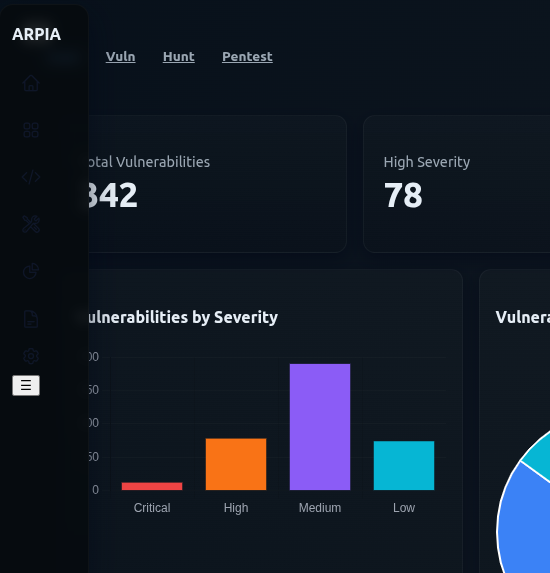 ARPIA
Vuln Hunt Pentest
otal Vulnerabilities
342
High Severity
78
ulnerabilities by Severity
Vulnera
00
50
00
50
0
Critical High Medium Low